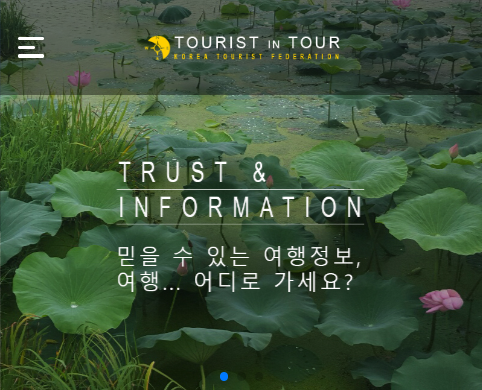 TOURIST IN TOUR
KOREA TOURIST FEDERATION
TRUST &
INFORMATION
믿을 수 있는 여행정보,
여행... 어디로 가세요?